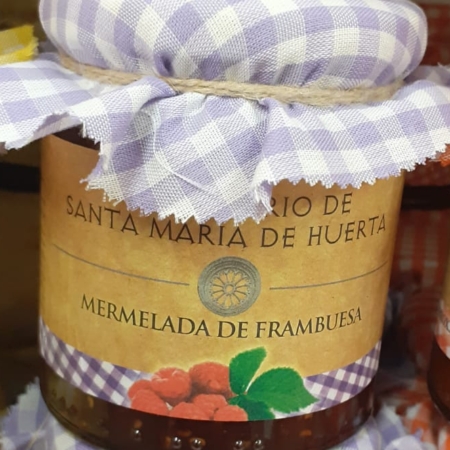 RIO DE
SANTA MARIA DE HUERTA
MERMELADA DE FRAMBUESA